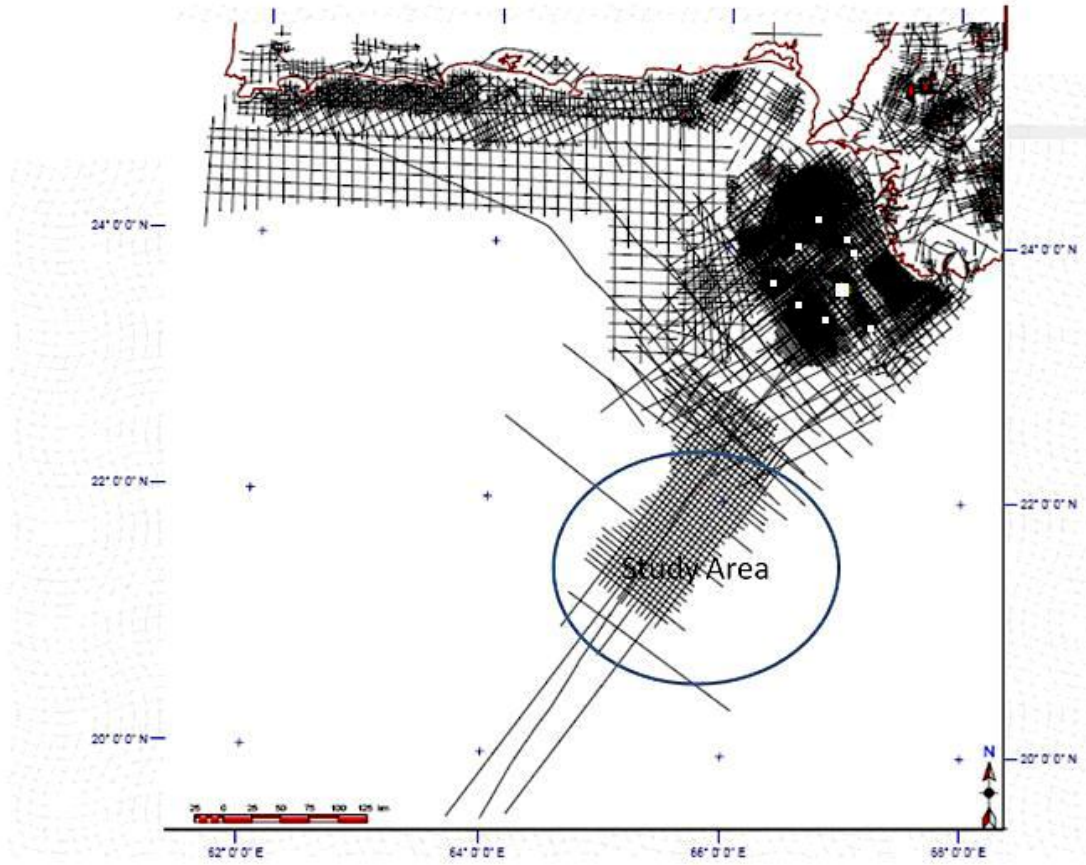 24° 0' 0" N
24° 0' 0" N
22° 0' 0" N
22° 0' 0" N
Study Area
20° 0' 0" N
N
20° 0' 0" N
25 0 25 50 75 100 125 km
62° 0' 0" E 64° 0' 0" E 66° 0' 0" E 68° 0' 0" E